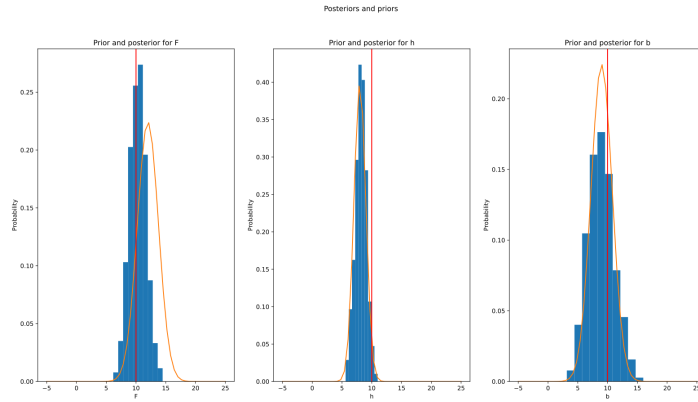 Posteriors and priors
Prior and posterior for F
Prior and posterior for h
Prior and posterior for b
Probability
0.25
0.20
0.15
0.10
0.05
0.00
-5 0 5 10 15 20 25
F
Probability
0.40
0.35
0.30
0.25
0.20
0.15
0.10
0.05
0.00
-5 0 5 10 15 20 25
h
Probability
0.20
0.15
0.10
0.05
0.00
-5 0 5 10 15 20 25
b